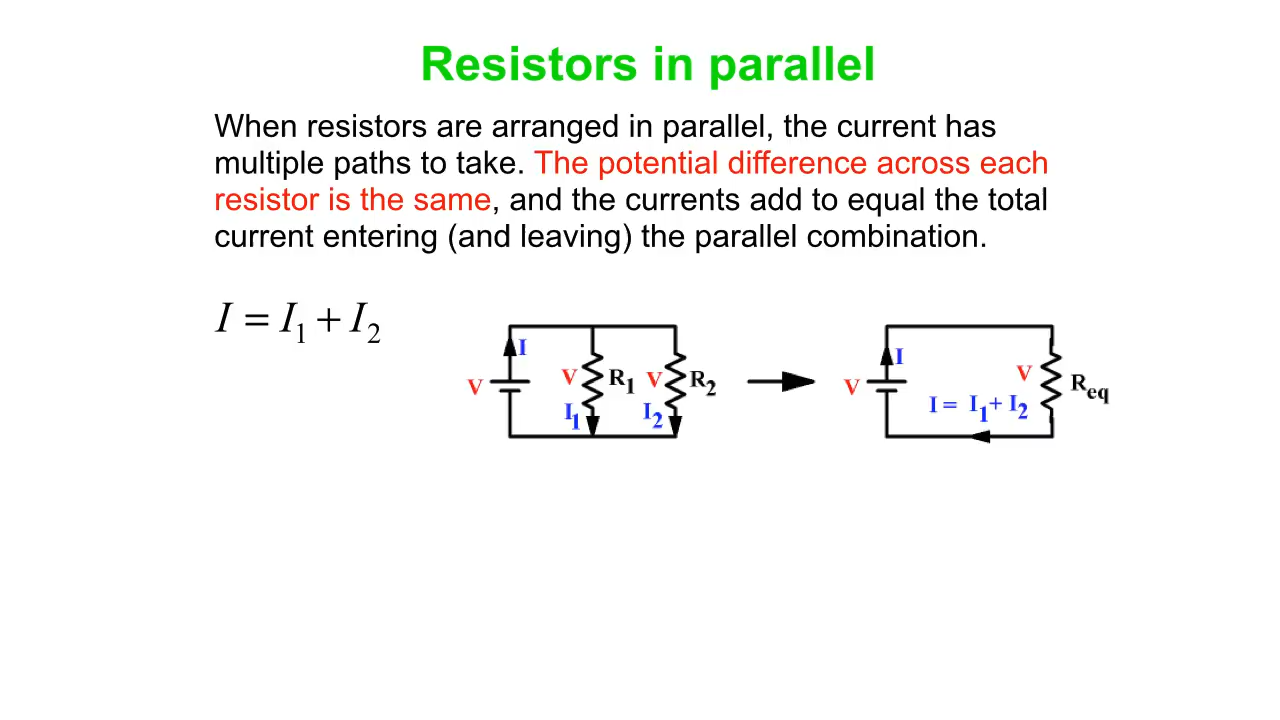 Resistors in parallel
When resistors are arranged in parallel, the current has
multiple paths to take. The potential difference across each
resistor is the same, and the currents add to equal the total
current entering (and leaving) the parallel combination.
I = I₁ + I₂
I
V
V
R₁
V
R₂
I₁
I₂
I
V
V
R_eq
I = I₁+ I₂